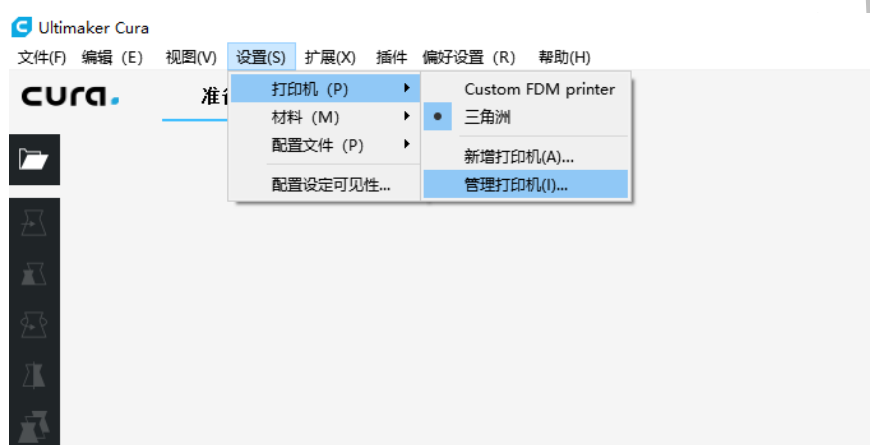 Ultimaker Cura
文件(F) 编辑 (E) 视图(V) 设置(S) 扩展(X) 插件 偏好设置 (R) 帮助(H)
cura. 准
打印机 (P)
材料 (M)
配置文件 (P)
配置设定可见性...
Custom FDM printer
三角洲
新增打印机(A)...
管理打印机(I)...